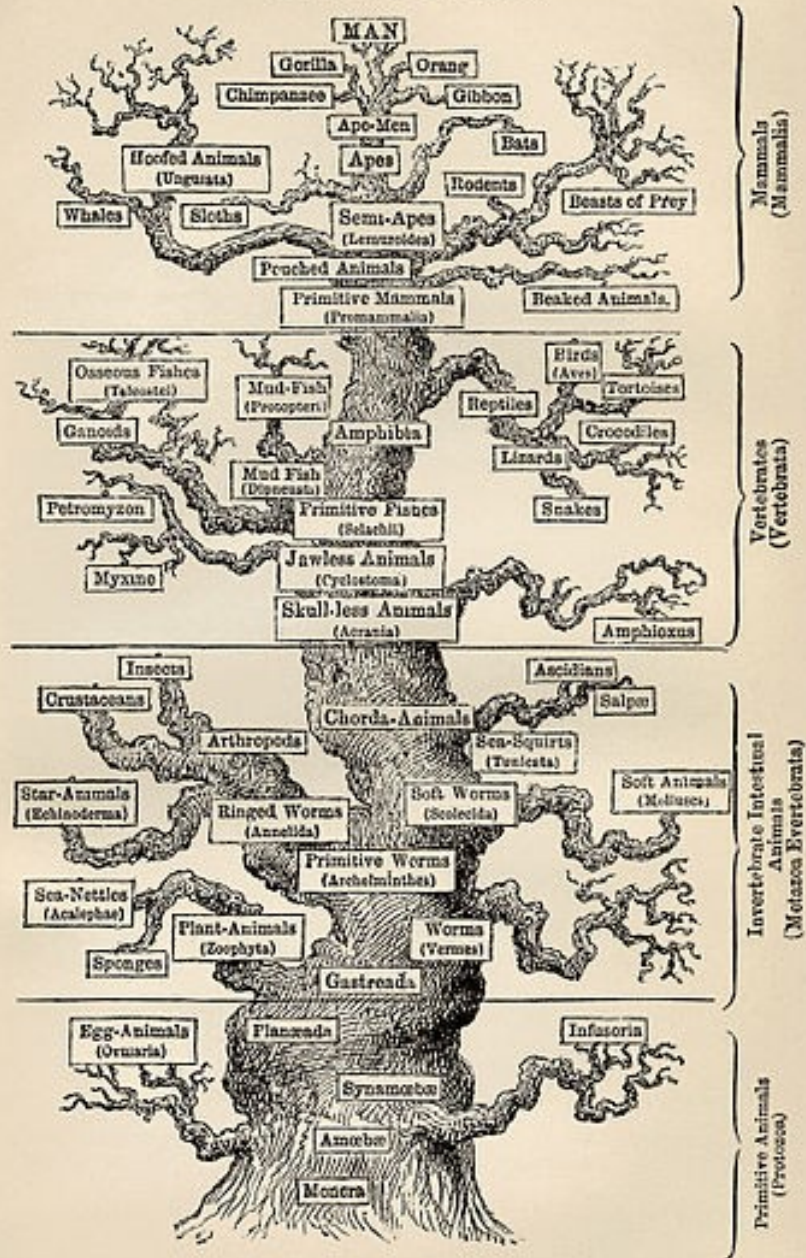 MAN
Gorilla
Orang
Chimpanzee
Gibbon
Ape-Men
Bats
Apes
Hoofed Animals
(Ungulata)
Rodents
Beasts of Prey
Whales
Sloths
Semi-Apes
(Lemuroidea)
Pouched Animals
Primitive Mammals
(Promammalia)
Beaked Animals.
Mammals
(Mammalia)
Osseous Fishes
(Teleostei)
Mud-Fish
(Protopteri)
Birds
(Aves)
Tortoises
Reptiles
Ganoids
Amphibia
Crocodiles
Lizards
Mud Fish
(Dipneusta)
Petromyzon
Primitive Fishes
(Selachii)
Snakes
Jawless Animals
(Cyclostoma)
Myxine
Skull-less Animals
(Acrania)
Amphioxus
Vertebrates
(Vertebrata)
Insects
Ascidians
Crustaceans
Salpæ
Chorda-Animals
Arthropods
Sea-Squirts
(Tunicata)
Star-Animals
(Echinoderma)
Ringed Worms
(Annelida)
Soft Worms
(Scolecida)
Soft Animals
(Mollusca)
Primitive Worms
(Archelminthes)
Sea-Nettles
(Acalephae)
Plant-Animals
(Zoophyta)
Worms
(Vermes)
Sponges
Gastreada
Invertebrate Intestinal
Animals
(Metazoa Evertebrata)
Egg-Animals
(Ovularia)
Planæada
Infusoria
Synamœbæ
Amœbæ
Monera
Primitive Animals
(Protozoa)